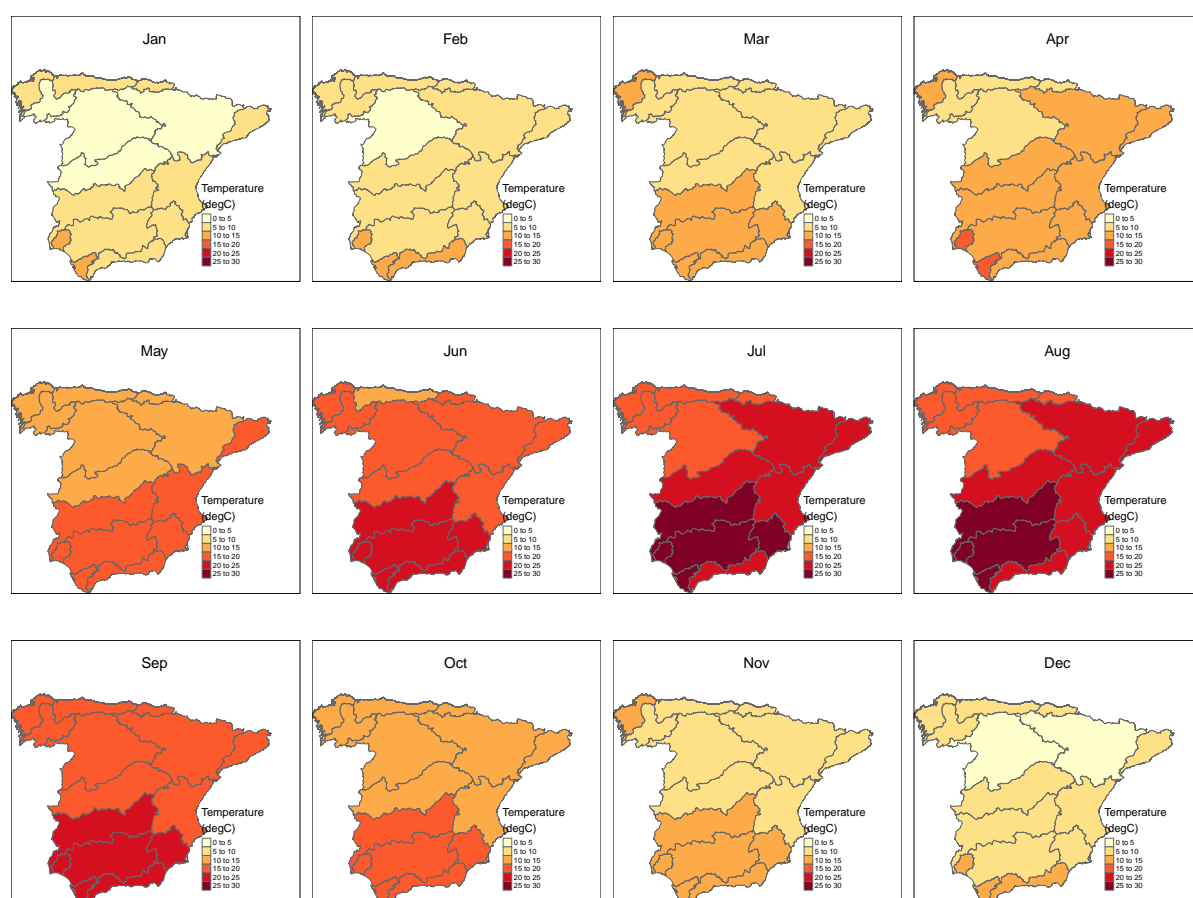 Jan
Temperature
(degC)
0 to 5
5 to 10
10 to 15
15 to 20
20 to 25
25 to 30
Feb
Temperature
(degC)
0 to 5
5 to 10
10 to 15
15 to 20
20 to 25
25 to 30
Mar
Temperature
(degC)
0 to 5
5 to 10
10 to 15
15 to 20
20 to 25
25 to 30
Apr
Temperature
(degC)
0 to 5
5 to 10
10 to 15
15 to 20
20 to 25
25 to 30
May
Temperature
(degC)
0 to 5
5 to 10
10 to 15
15 to 20
20 to 25
25 to 30
Jun
Temperature
(degC)
0 to 5
5 to 10
10 to 15
15 to 20
20 to 25
25 to 30
Jul
Temperature
(degC)
0 to 5
5 to 10
10 to 15
15 to 20
20 to 25
25 to 30
Aug
Temperature
(degC)
0 to 5
5 to 10
10 to 15
15 to 20
20 to 25
25 to 30
Sep
Temperature
(degC)
0 to 5
5 to 10
10 to 15
15 to 20
20 to 25
25 to 30
Oct
Temperature
(degC)
0 to 5
5 to 10
10 to 15
15 to 20
20 to 25
25 to 30
Nov
Temperature
(degC)
0 to 5
5 to 10
10 to 15
15 to 20
20 to 25
25 to 30
Dec
Temperature
(degC)
0 to 5
5 to 10
10 to 15
15 to 20
20 to 25
25 to 30